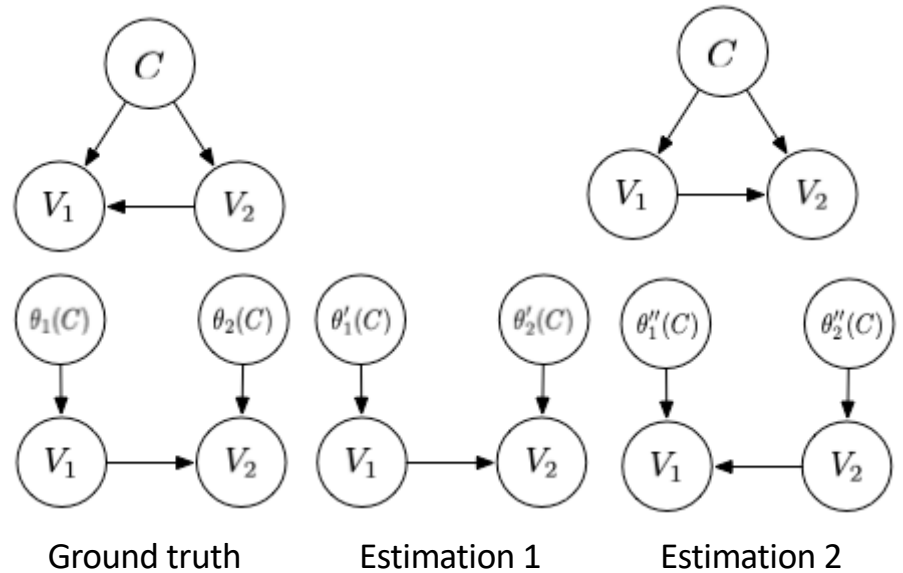 C
C
V₁
V₂
V₁
V₂
θ₁(C)
θ₂(C)
θ′₁(C)
θ′₂(C)
θ″₁(C)
θ″₂(C)
V₁
V₂
V₁
V₂
V₁
V₂
Ground truth
Estimation 1
Estimation 2